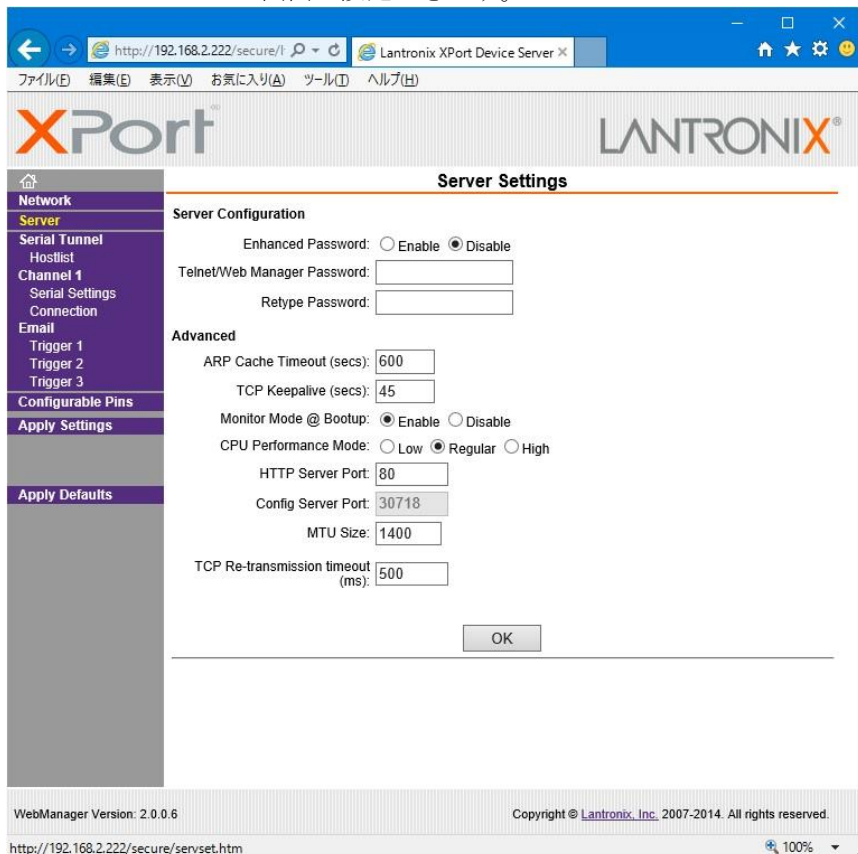 http://192.168.2.222/secure/l
Lantronix XPort Device Server
ファイル(F) 編集(E) 表示(V) お気に入り(A) ツール(T) ヘルプ(H)
XPort®
LANTRONIX®
Server Settings
Network
Server
Serial Tunnel
Hostlist
Channel 1
Serial Settings
Connection
Email
Trigger 1
Trigger 2
Trigger 3
Configurable Pins
Apply Settings
Apply Defaults
Server Configuration
Enhanced Password: Enable Disable
Telnet/Web Manager Password:
Retype Password:
Advanced
ARP Cache Timeout (secs): 600
TCP Keepalive (secs): 45
Monitor Mode @ Bootup: Enable Disable
CPU Performance Mode: Low Regular High
HTTP Server Port: 80
Config Server Port: 30718
MTU Size: 1400
TCP Re-transmission timeout
(ms): 500
OK
WebManager Version: 2.0.0.6
Copyright © Lantronix, Inc. 2007-2014. All rights reserved.
http://192.168.2.222/secure/servset.htm
100%